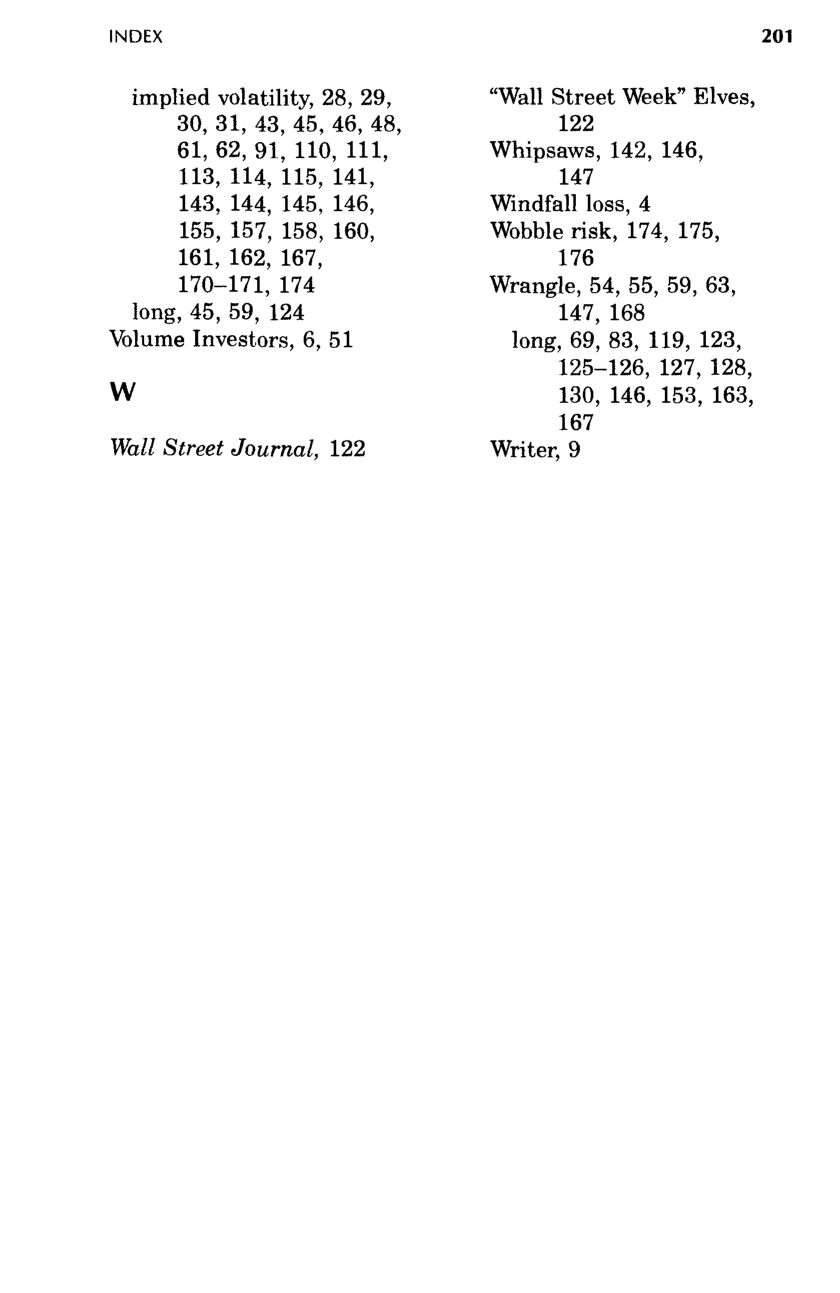 INDEX 201
implied volatility, 28, 29,
30, 31, 43, 45, 46, 48,
61, 62, 91, 110, 111,
113, 114, 115, 141,
143, 144, 145, 146,
155, 157, 158, 160,
161, 162, 167,
170–171, 174
long, 45, 59, 124
Volume Investors, 6, 51
W
Wall Street Journal, 122
“Wall Street Week” Elves,
122
Whipsaws, 142, 146,
147
Windfall loss, 4
Wobble risk, 174, 175,
176
Wrangle, 54, 55, 59, 63,
147, 168
long, 69, 83, 119, 123,
125–126, 127, 128,
130, 146, 153, 163,
167
Writer, 9